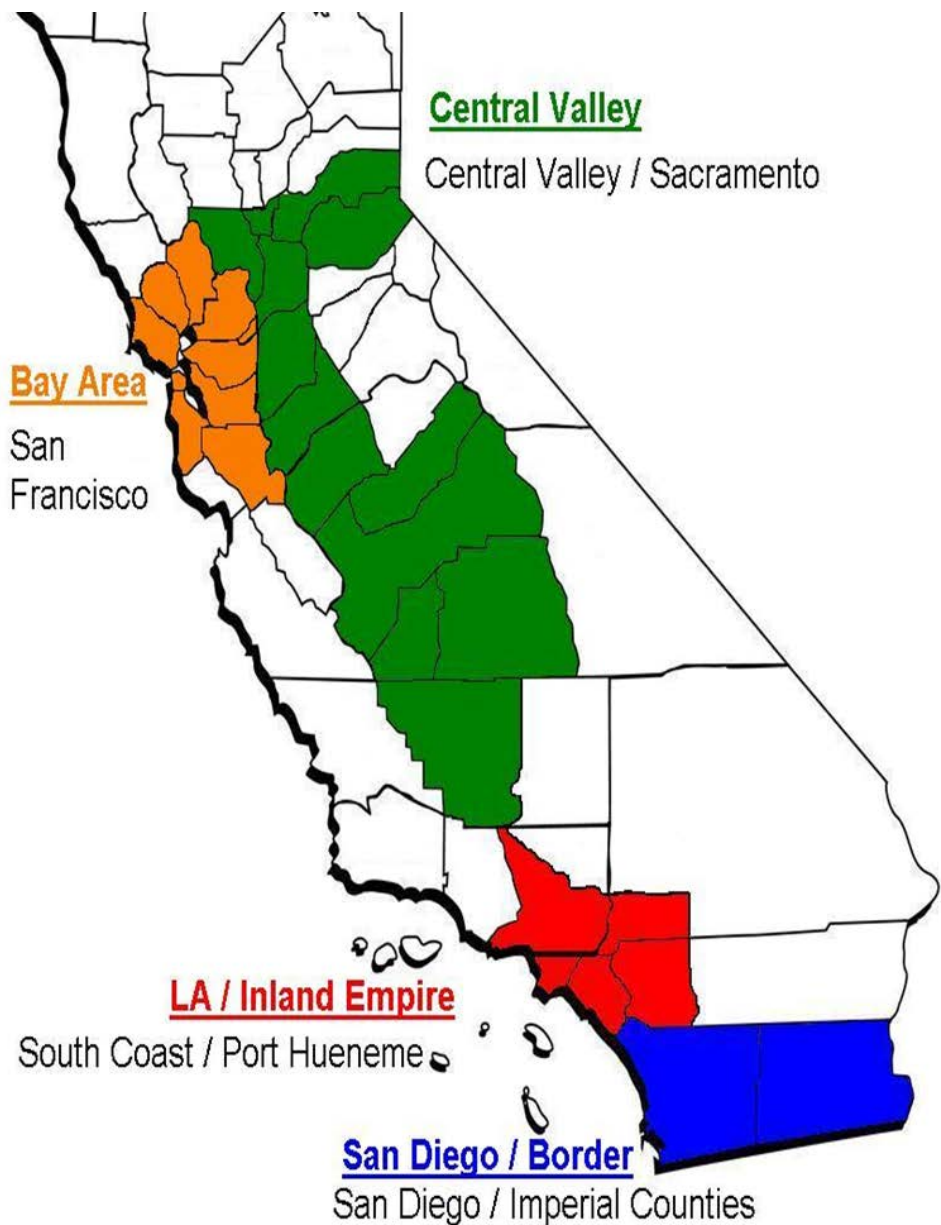 Central Valley
Central Valley / Sacramento
Bay Area
San
Francisco
LA / Inland Empire
South Coast / Port Hueneme
San Diego / Border
San Diego / Imperial Counties